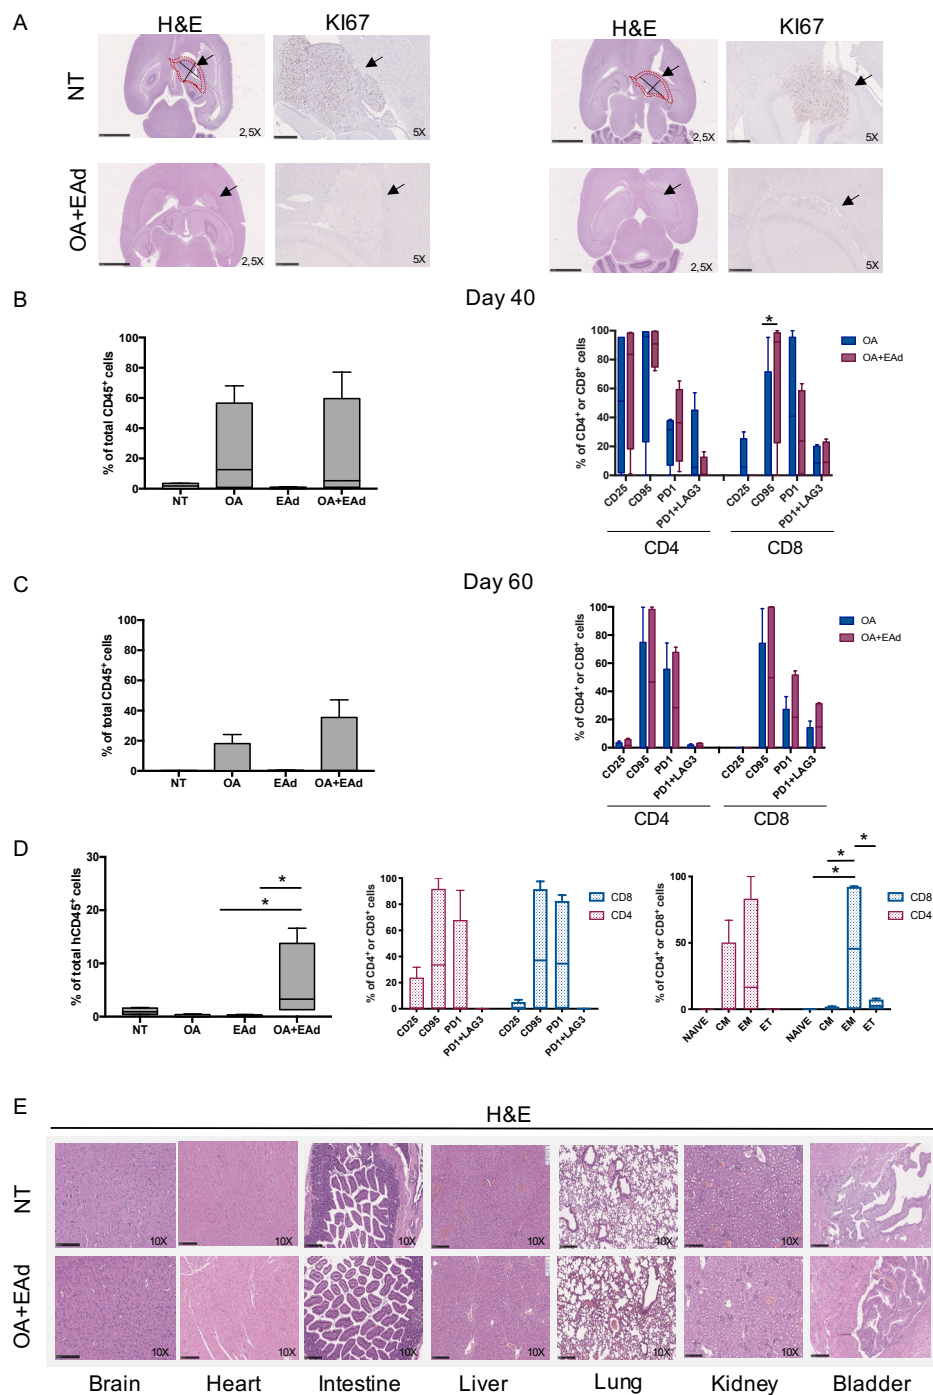 A
H&E
KI67
H&E
KI67
NT
2,5X
5X
2,5X
5X
OA+EAd
2,5X
5X
2,5X
5X
B
Day 40
% of total CD45+ cells
100
80
60
40
20
0
NT
OA
EAd
OA+EAd
% of CD4+ or CD8+ cells
100
80
60
40
20
0
*
OA
OA+EAd
CD25
CD95
PD1
PD1+LAG3
CD25
CD95
PD1
PD1+LAG3
CD4
CD8
C
Day 60
% of total CD45+ cells
100
80
60
40
20
0
NT
OA
EAd
OA+EAd
% of CD4+ or CD8+ cells
100
80
60
40
20
0
OA
OA+EAd
CD25
CD95
PD1
PD1+LAG3
CD25
CD95
PD1
PD1+LAG3
CD4
CD8
D
% of total hCD45+ cells
30
20
10
0
*
*
NT
OA
EAd
OA+EAd
% of CD4+ or CD8+ cells
100
80
60
40
20
0
CD8
CD4
CD25
CD95
PD1
PD1+LAG3
CD25
CD95
PD1
PD1+LAG3
% of CD4+ or CD8+ cells
100
50
0
*
*
*
CD8
CD4
NAIVE
CM
EM
ET
NAIVE
CM
EM
ET
E
H&E
NT
10X
10X
10X
10X
10X
10X
10X
OA+EAd
10X
10X
10X
10X
10X
10X
10X
Brain
Heart
Intestine
Liver
Lung
Kidney
Bladder